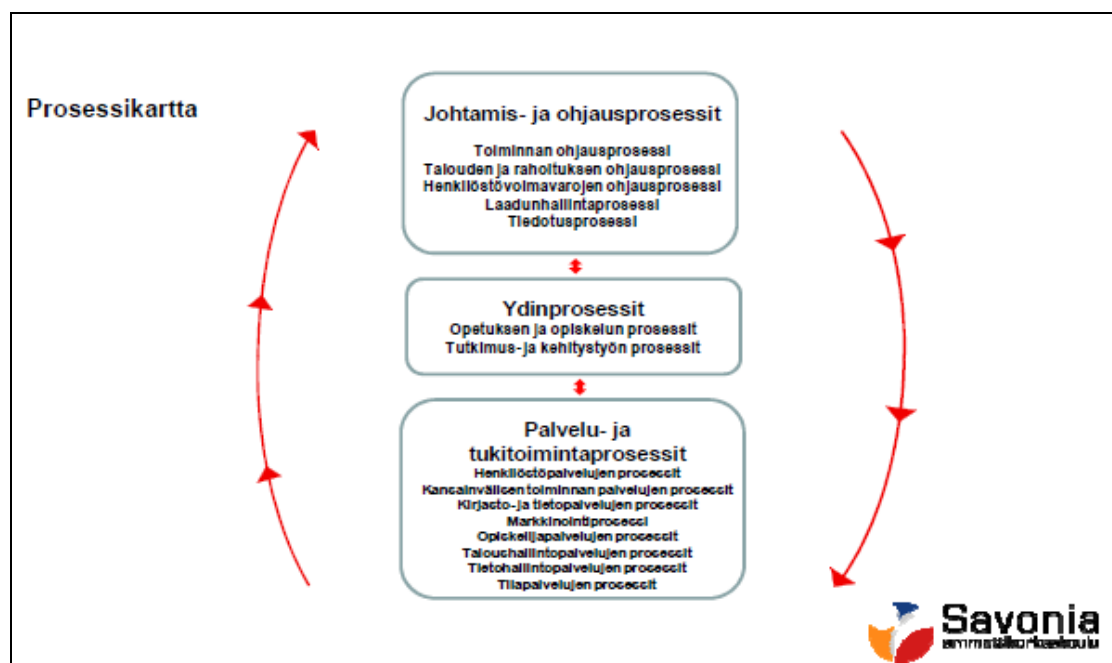 Prosessikartta
Johtamis- ja ohjausprosessit
Toiminnan ohjausprosessi
Talouden ja rahoituksen ohjausprosessi
Henkilöstövoimavarojen ohjausprosessi
Laadunhallintaprosessi
Tiedotusprosessi
Ydinprosessit
Opetuksen ja opiskelun prosessit
Tutkimus-ja kehitystyön prosessit
Palvelu- ja
tukitoimintaprosessit
Henkilöstöpalvelujen prosessit
Kansainvälisen toiminnan palvelujen prosessit
Kirjasto-ja tietopalvelujen prosessit
Markkinointiprosessi
Opiskelijapalvelujen prosessit
Taloushallintopalvelujen prosessit
Tietohallintopalvelujen prosessit
Tilapalvelujen prosessit
Savonia
ammattikorkeakoulu